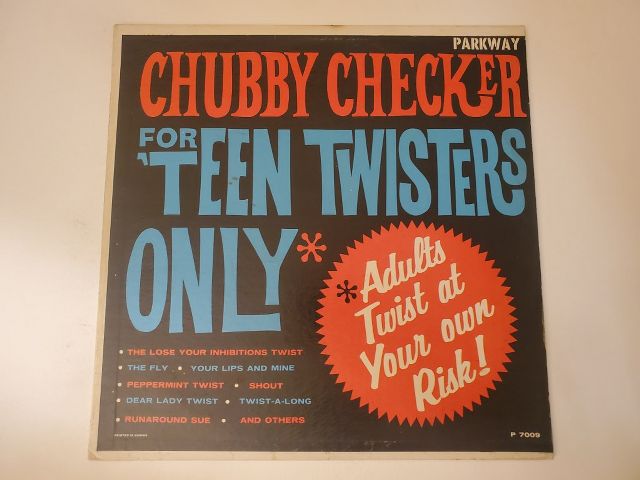 PARKWAY
CHUBBY CHECKER
FOR
'TEEN TWISTERS
ONLY*
*Adults
Twist at
Your own
Risk!
• THE LOSE YOUR INHIBITIONS TWIST
• THE FLY • YOUR LIPS AND MINE
• PEPPERMINT TWIST • SHOUT
• DEAR LADY TWIST • TWIST-A-LONG
• RUNAROUND SUE • AND OTHERS
P 7009